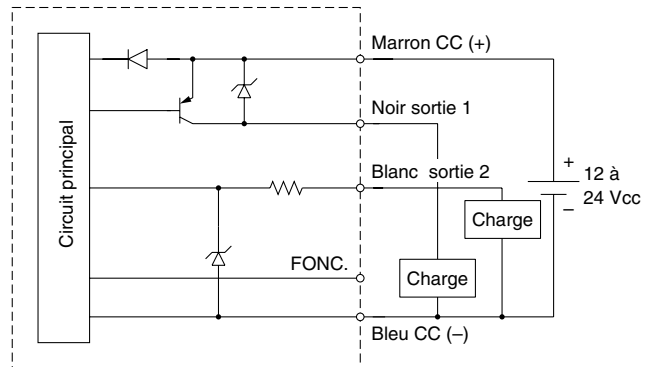 Circuit principal
Marron CC (+)
Noir sortie 1
Blanc sortie 2
+
12 à
24 Vcc
–
Charge
FONC.
Charge
Bleu CC (–)